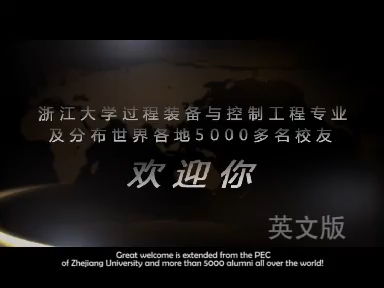 浙江大学过程装备与控制工程专业
及分布世界各地5000多名校友
欢迎你
英文版
Great welcome is extended from the PEC
of Zhejiang University and more than 5000 alumni all over the world!